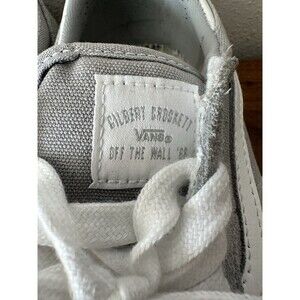 GILBERT CROCKETT
VANS®
OFF THE WALL '66